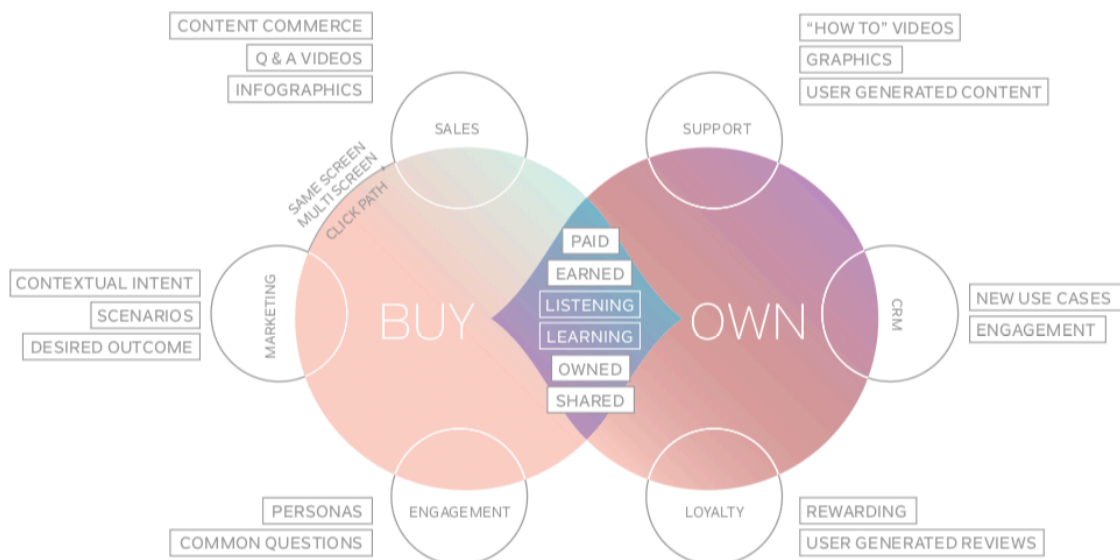 CONTENT COMMERCE
Q & A VIDEOS
INFOGRAPHICS
"HOW TO" VIDEOS
GRAPHICS
USER GENERATED CONTENT
SALES
SUPPORT
SAME SCREEN
MULTI SCREEN
CLICK PATH
PAID
EARNED
LISTENING
LEARNING
OWNED
SHARED
BUY
OWN
MARKETING
CONTEXTUAL INTENT
SCENARIOS
DESIRED OUTCOME
CRM
NEW USE CASES
ENGAGEMENT
ENGAGEMENT
PERSONAS
COMMON QUESTIONS
LOYALTY
REWARDING
USER GENERATED REVIEWS